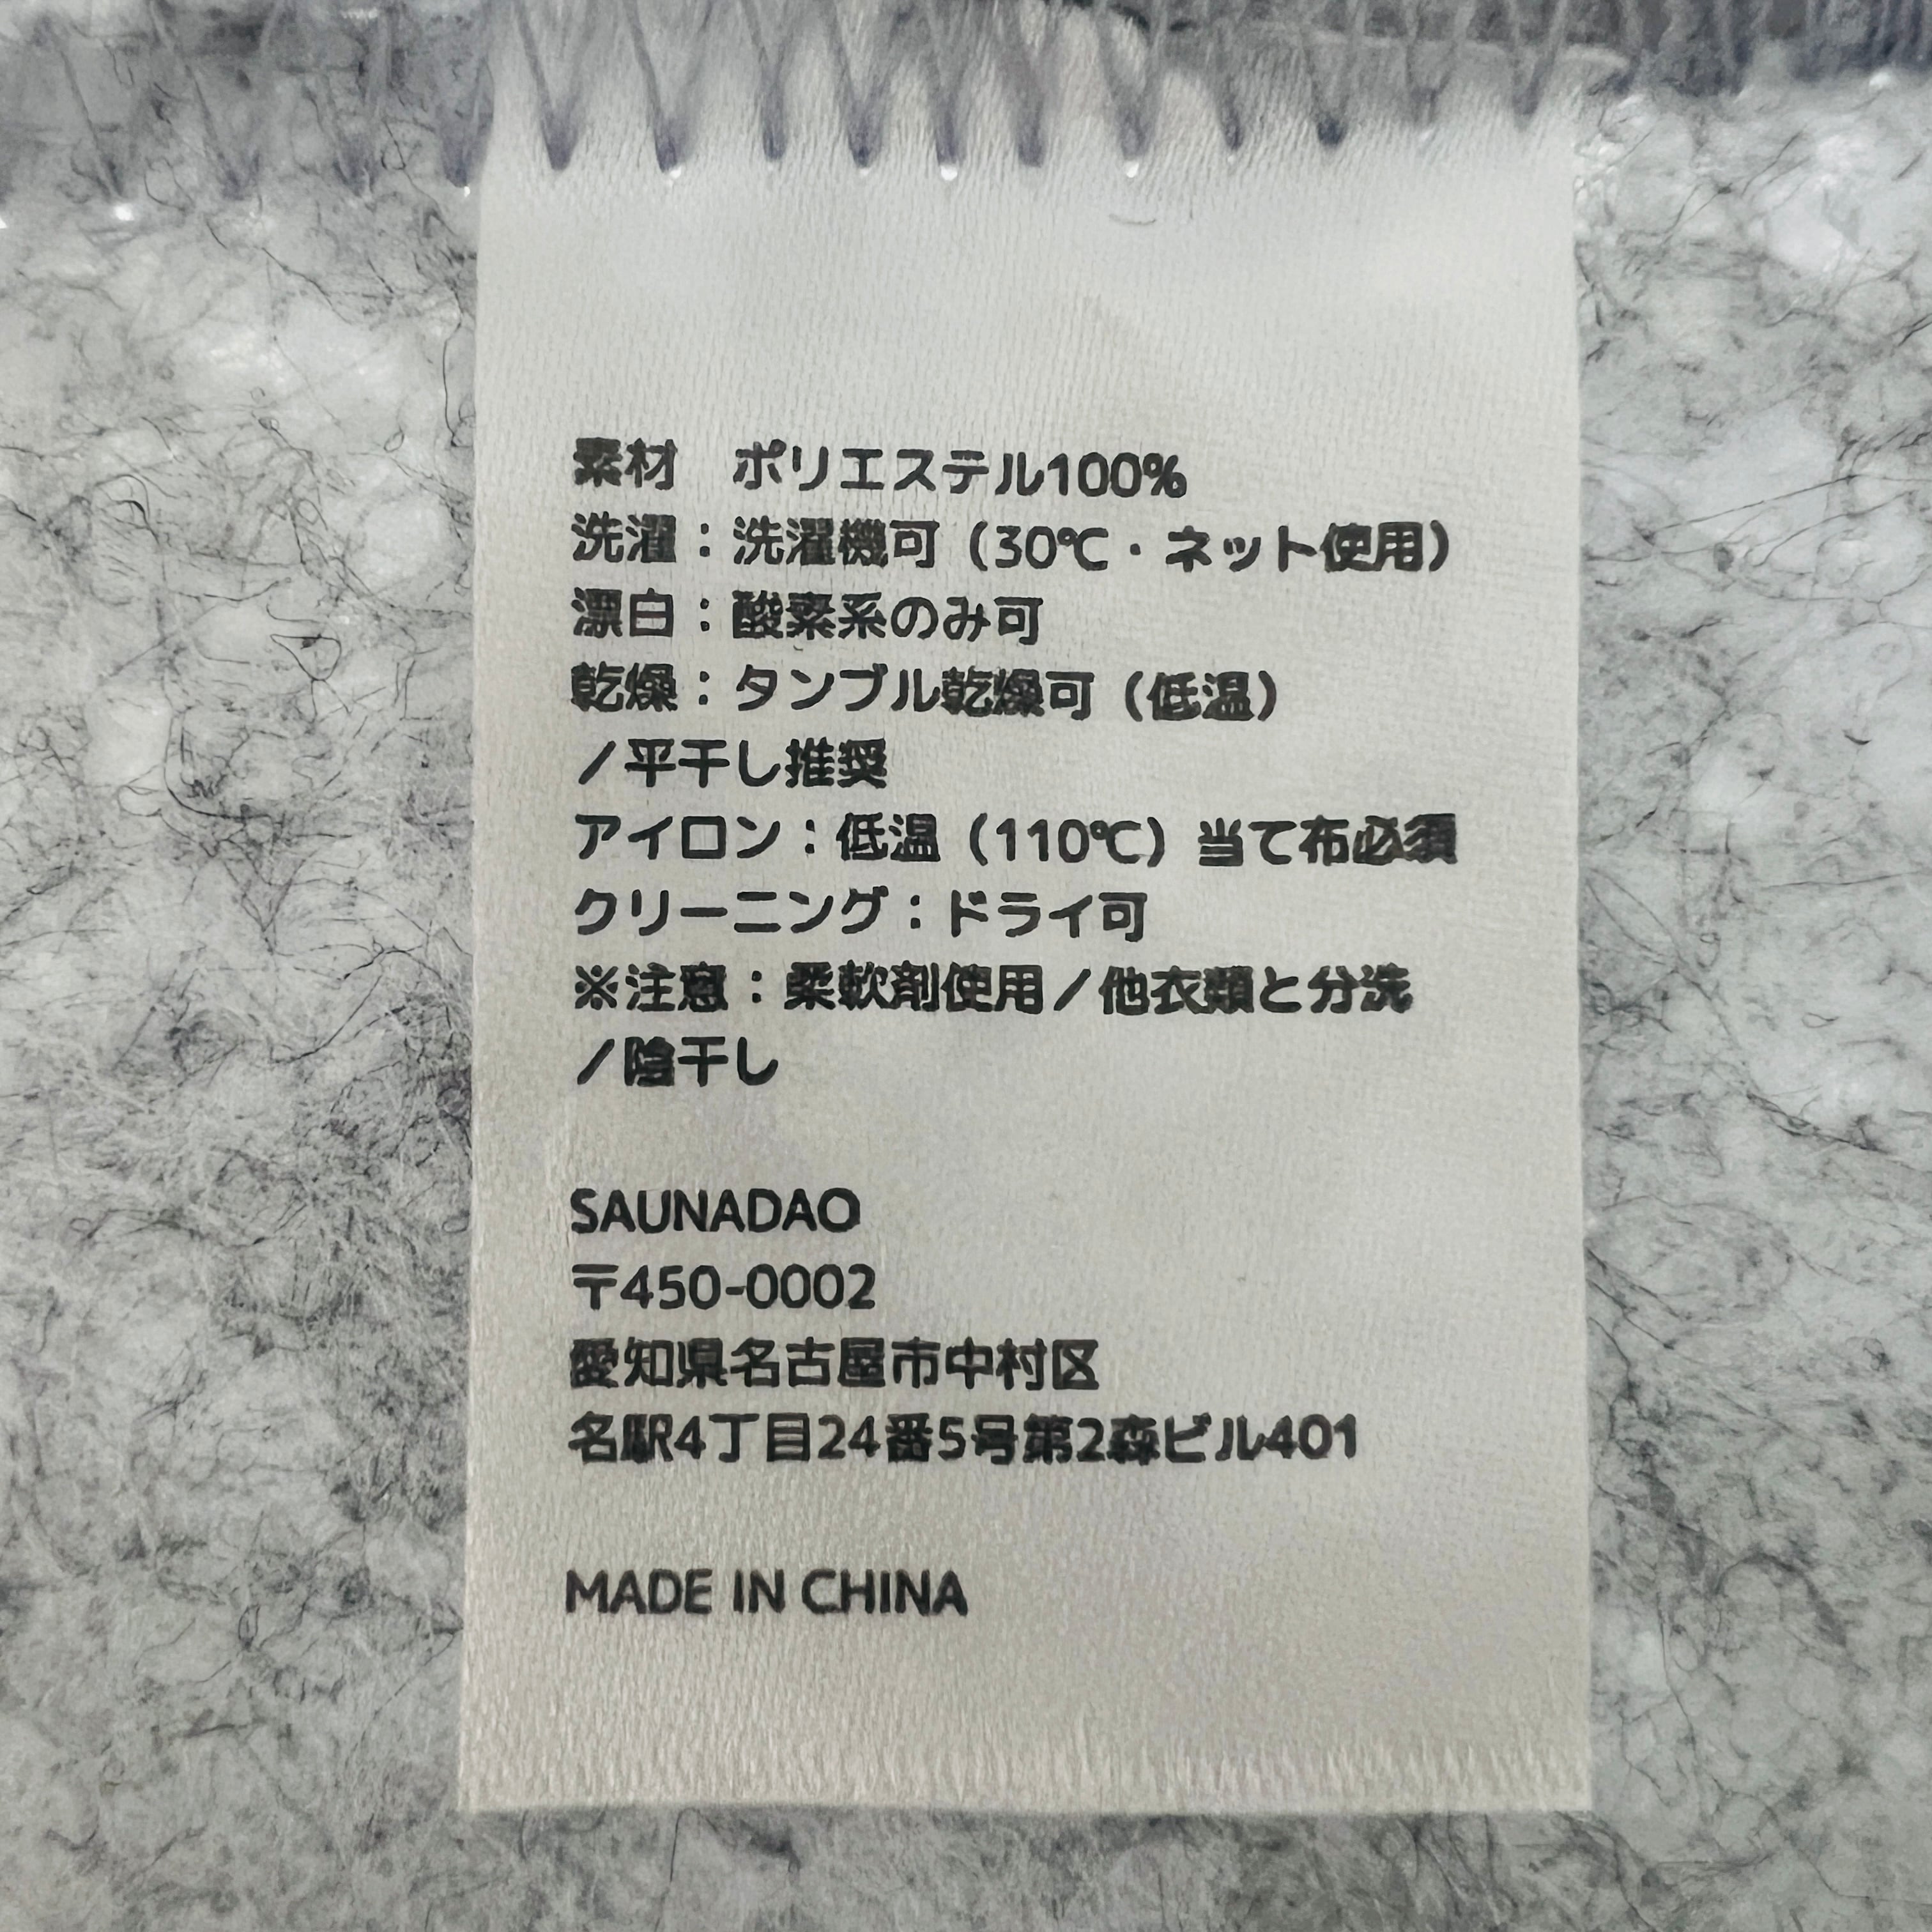 素材　ポリエステル100%
洗濯：洗濯機可（30℃・ネット使用）
漂白：酸素系のみ可
乾燥：タンブル乾燥可（低温）
／平干し推奨
アイロン：低温（110℃）当て布必須
クリーニング：ドライ可
※注意：柔軟剤使用／他衣類と分洗
／陰干し
SAUNADAO
〒450-0002
愛知県名古屋市中村区
名駅4丁目24番5号第2森ビル401
MADE IN CHINA